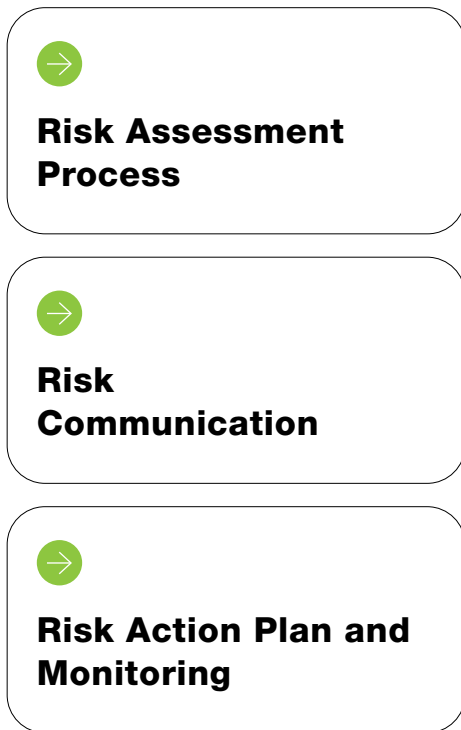 Risk Assessment
Process
Risk
Communication
Risk Action Plan and
Monitoring